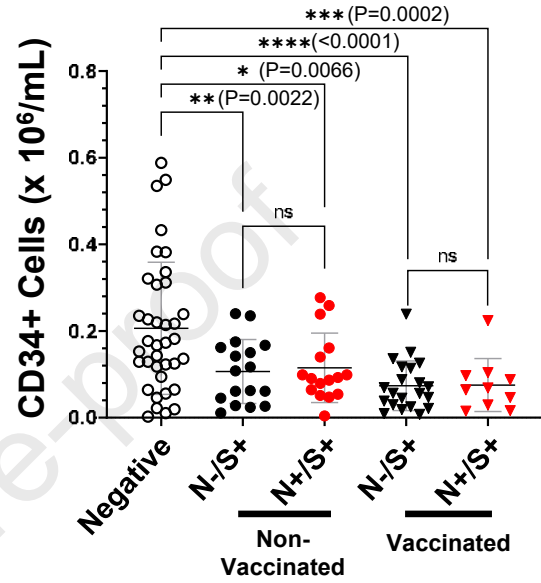 *** (P=0.0002)
**** (<0.0001)
* (P=0.0066)
** (P=0.0022)
ns
ns
CD34+ Cells (x 10⁶/mL)
0.8
0.6
0.4
0.2
0.0
Negative
N-/S+
N+/S+
N-/S+
N+/S+
Non-
Vaccinated
Vaccinated
e-proof